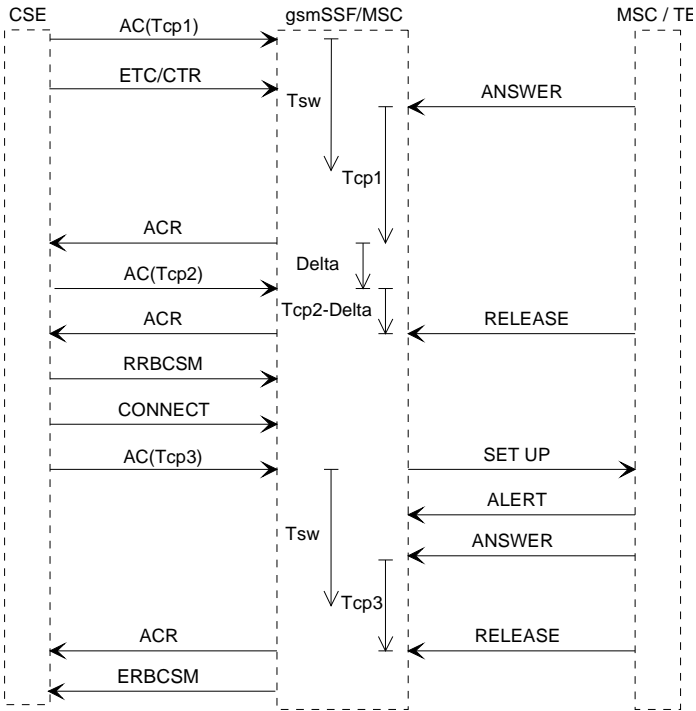 CSE
gsmSSF/MSC
MSC / TE
AC(Tcp1)
ETC/CTR
Tsw
ANSWER
Tcp1
ACR
Delta
AC(Tcp2)
Tcp2-Delta
ACR
RELEASE
RRBCSM
CONNECT
AC(Tcp3)
SET UP
ALERT
Tsw
ANSWER
Tcp3
ACR
RELEASE
ERBCSM